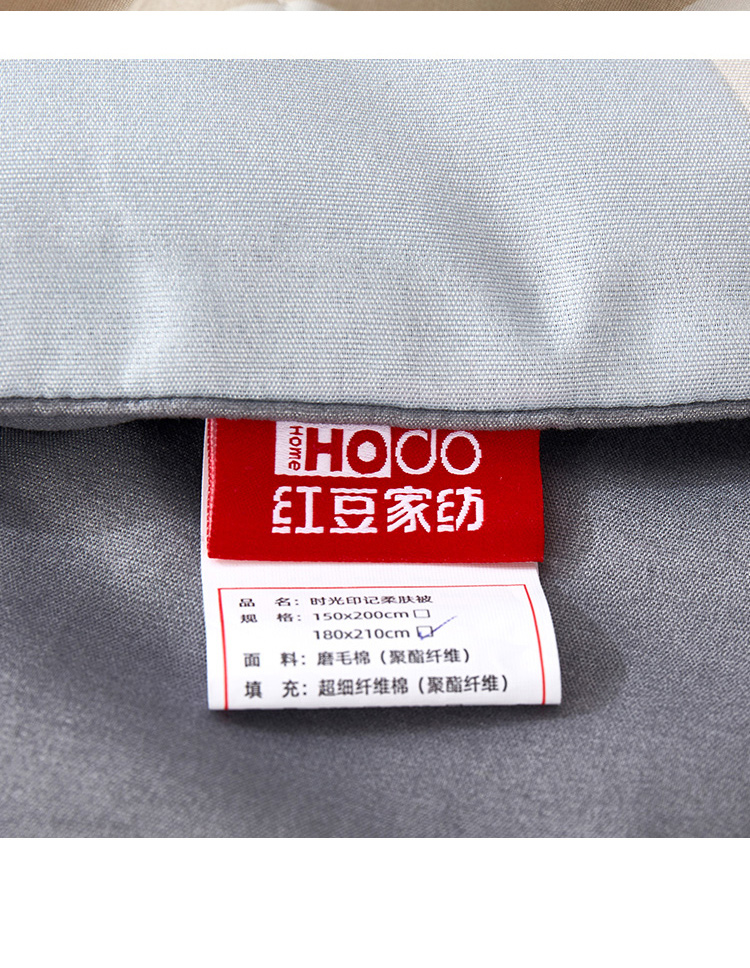 Home
HOdo
红豆家纺
品 名：时光印记柔肤被
规 格：150x200cm
180x210cm
面 料：磨毛棉（聚酯纤维）
填 充：超细纤维棉（聚酯纤维）